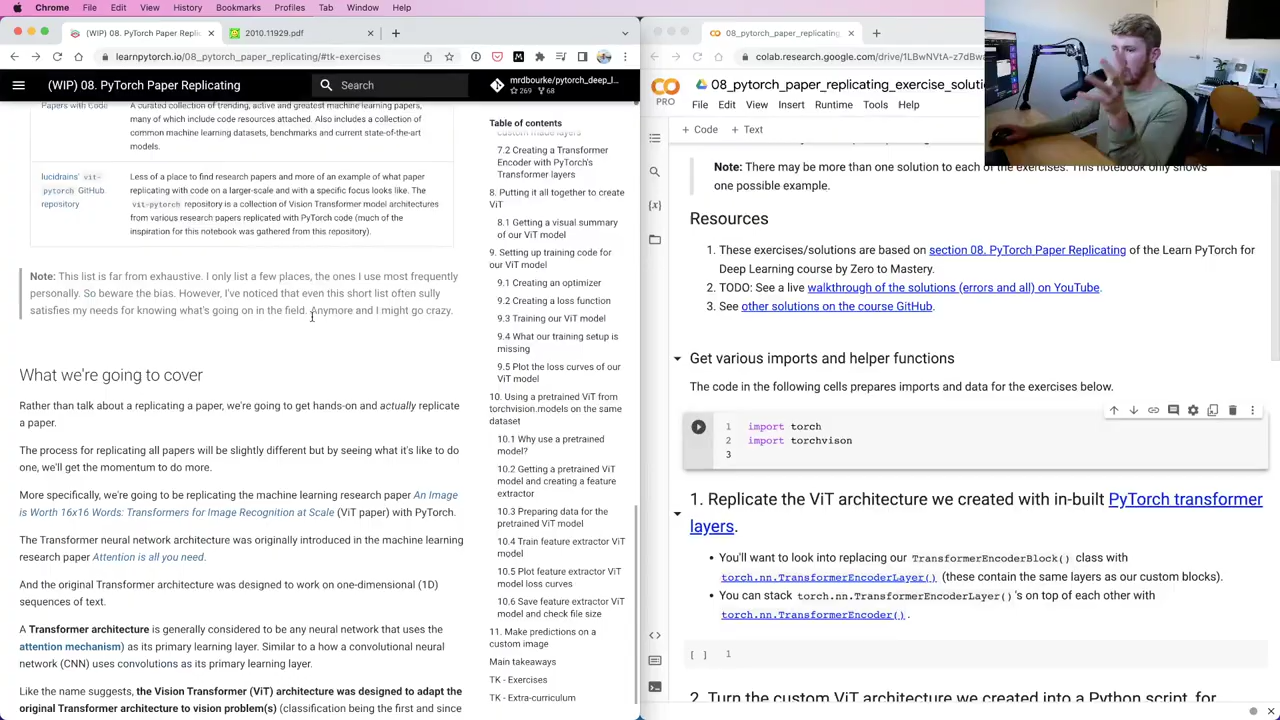 Chrome File Edit View History Bookmarks Profiles Tab Window Help
(WIP) 08. PyTorch Paper Replicating
2010.11929.pdf
learnpytorch.io/08_pytorch_paper_replicating/#tk-exercises
(WIP) 08. PyTorch Paper Replicating
Search
mrdbourke/pytorch_deep_l...
269 68
Papers with Code
A curated collection of trending, active and greatest machine learning papers,
many of which include code resources attached. Also includes a collection of
common machine learning datasets, benchmarks and current state-of-the-art
models.
lucidrains' vit-
pytorch GitHub
repository
Less of a place to find research papers and more of an example of what paper
replicating with code on a larger-scale and with a specific focus looks like. The
vit-pytorch repository is a collection of Vision Transformer model architectures
from various research papers replicated with PyTorch code (much of the
inspiration for this notebook was gathered from this repository).
Note: This list is far from exhaustive. I only list a few places, the ones I use most frequently
personally. So beware the bias. However, I've noticed that even this short list often sully
satisfies my needs for knowing what's going on in the field. Anymore and I might go crazy.
What we're going to cover
Rather than talk about a replicating a paper, we're going to get hands-on and actually replicate
a paper.
The process for replicating all papers will be slightly different but by seeing what it's like to do
one, we'll get the momentum to do more.
More specifically, we're going to be replicating the machine learning research paper An Image
is Worth 16x16 Words: Transformers for Image Recognition at Scale (ViT paper) with PyTorch.
The Transformer neural network architecture was originally introduced in the machine learning
research paper Attention is all you need.
And the original Transformer architecture was designed to work on one-dimensional (1D)
sequences of text.
A Transformer architecture is generally considered to be any neural network that uses the
attention mechanism) as its primary learning layer. Similar to a how a convolutional neural
network (CNN) uses convolutions as its primary learning layer.
Like the name suggests, the Vision Transformer (ViT) architecture was designed to adapt the
original Transformer architecture to vision problem(s) (classification being the first and since
Table of contents
custom made layers
7.2 Creating a Transformer
Encoder with PyTorch's
Transformer layers
8. Putting it all together to create
ViT
8.1 Getting a visual summary
of our ViT model
9. Setting up training code for
our ViT model
9.1 Creating an optimizer
9.2 Creating a loss function
9.3 Training our ViT model
9.4 What our training setup is
missing
9.5 Plot the loss curves of our
ViT model
10. Using a pretrained ViT from
torchvision.models on the same
dataset
10.1 Why use a pretrained
model?
10.2 Getting a pretrained ViT
model and creating a feature
extractor
10.3 Preparing data for the
pretrained ViT model
10.4 Train feature extractor ViT
model
10.5 Plot feature extractor ViT
model loss curves
10.6 Save feature extractor ViT
model and check file size
11. Make predictions on a
custom image
Main takeaways
TK - Exercises
TK - Extra-curriculum
08_pytorch_paper_replicating_
colab.research.google.com/drive/1LBwNVtA-z7dBw
PRO
08_pytorch_paper_replicating_exercise_soluti
File Edit View Insert Runtime Tools Help
+ Code + Text
Note: There may be more than one solution to each of the exercises. This notebook only shows
one possible example.
Resources
1. These exercises/solutions are based on section 08. PyTorch Paper Replicating of the Learn PyTorch for
Deep Learning course by Zero to Mastery.
2. TODO: See a live walkthrough of the solutions (errors and all) on YouTube.
3. See other solutions on the course GitHub.
Get various imports and helper functions
The code in the following cells prepares imports and data for the exercises below.
1 import torch
2 import torchvison
3
1. Replicate the ViT architecture we created with in-built PyTorch transformer
layers.
• You'll want to look into replacing our TransformerEncoderBlock() class with
torch.nn.TransformerEncoderLayer() (these contain the same layers as our custom blocks).
• You can stack torch.nn.TransformerEncoderLayer()'s on top of each other with
torch.nn.TransformerEncoder().
[ ] 1
2. Turn the custom ViT architecture we created into a Python script, for